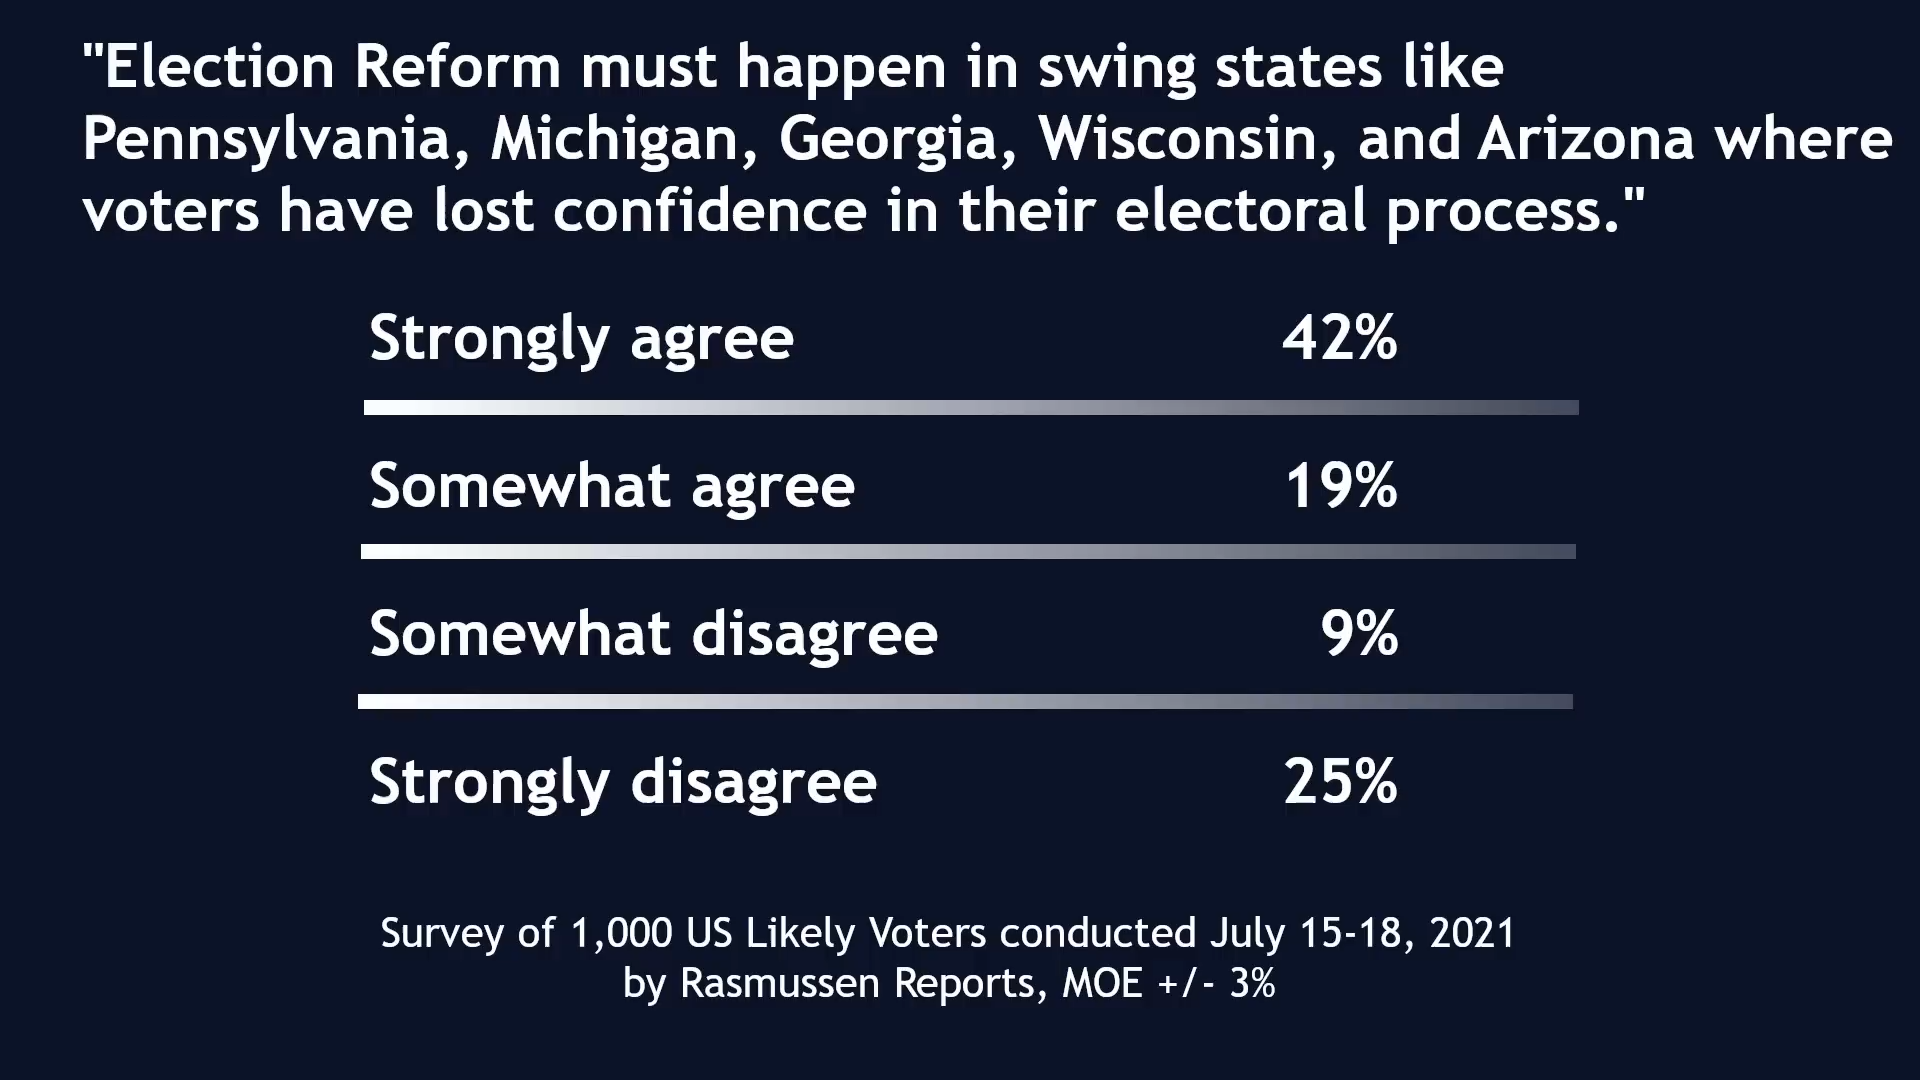 "Election Reform must happen in swing states like
Pennsylvania, Michigan, Georgia, Wisconsin, and Arizona where
voters have lost confidence in their electoral process."
Strongly agree 42%
Somewhat agree 19%
Somewhat disagree 9%
Strongly disagree 25%
Survey of 1,000 US Likely Voters conducted July 15-18, 2021
by Rasmussen Reports, MOE +/- 3%